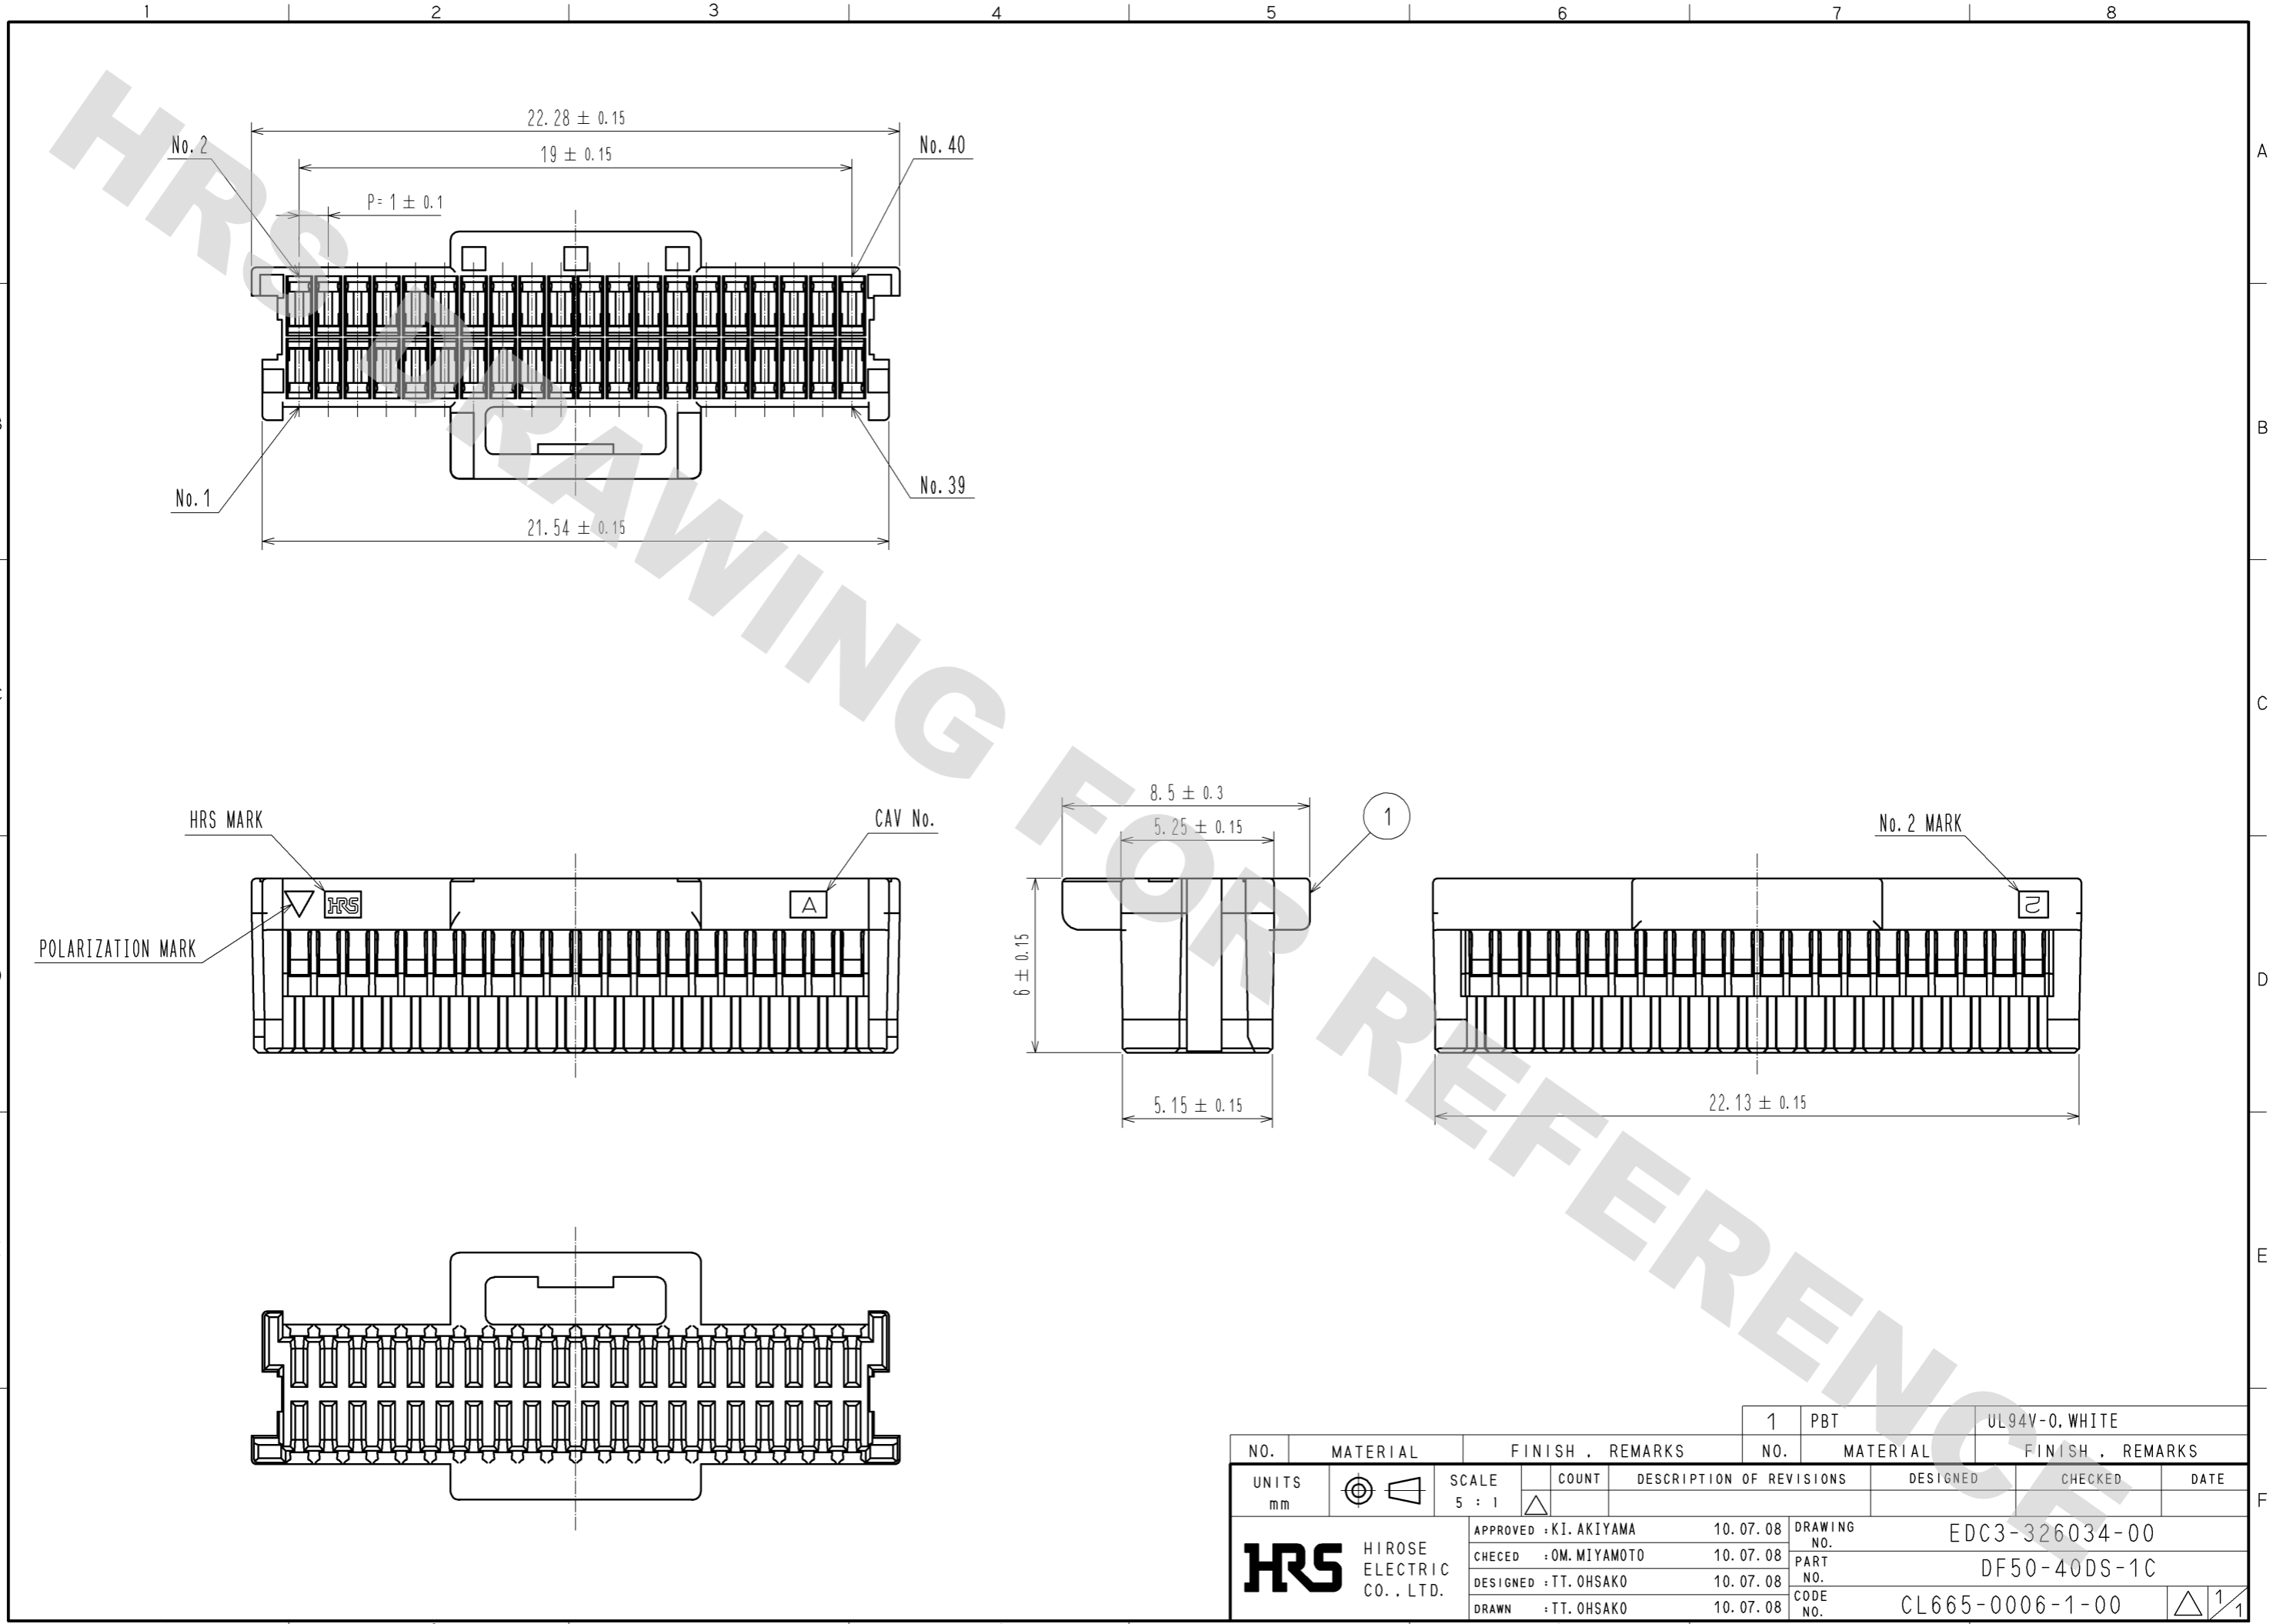 1 2 3 4 5 6 7 8
A
B
C
D
E
F
HRS DRAWING FOR REFERENCE
22.28 ± 0.15
No. 2
19 ± 0.15
No. 40
P= 1 ± 0.1
No. 1
No. 39
21.54 ± 0.15
HRS MARK
CAV No.
POLARIZATION MARK
HRS
A
8.5 ± 0.3
5.25 ± 0.15
1
6 ± 0.15
5.15 ± 0.15
No. 2 MARK
2
22.13 ± 0.15
1 PBT UL94V-0. WHITE
NO. MATERIAL FINISH . REMARKS NO. MATERIAL FINISH . REMARKS
UNITS mm SCALE 5 : 1 COUNT DESCRIPTION OF REVISIONS DESIGNED CHECKED DATE
HRS HIROSE ELECTRIC CO., LTD.
APPROVED : KI. AKIYAMA 10. 07. 08
CHECED : OM. MIYAMOTO 10. 07. 08
DESIGNED : TT. OHSAKO 10. 07. 08
DRAWN : TT. OHSAKO 10. 07. 08
DRAWING NO. EDC3-326034-00
PART NO. DF50-40DS-1C
CODE NO. CL665-0006-1-00 1/1